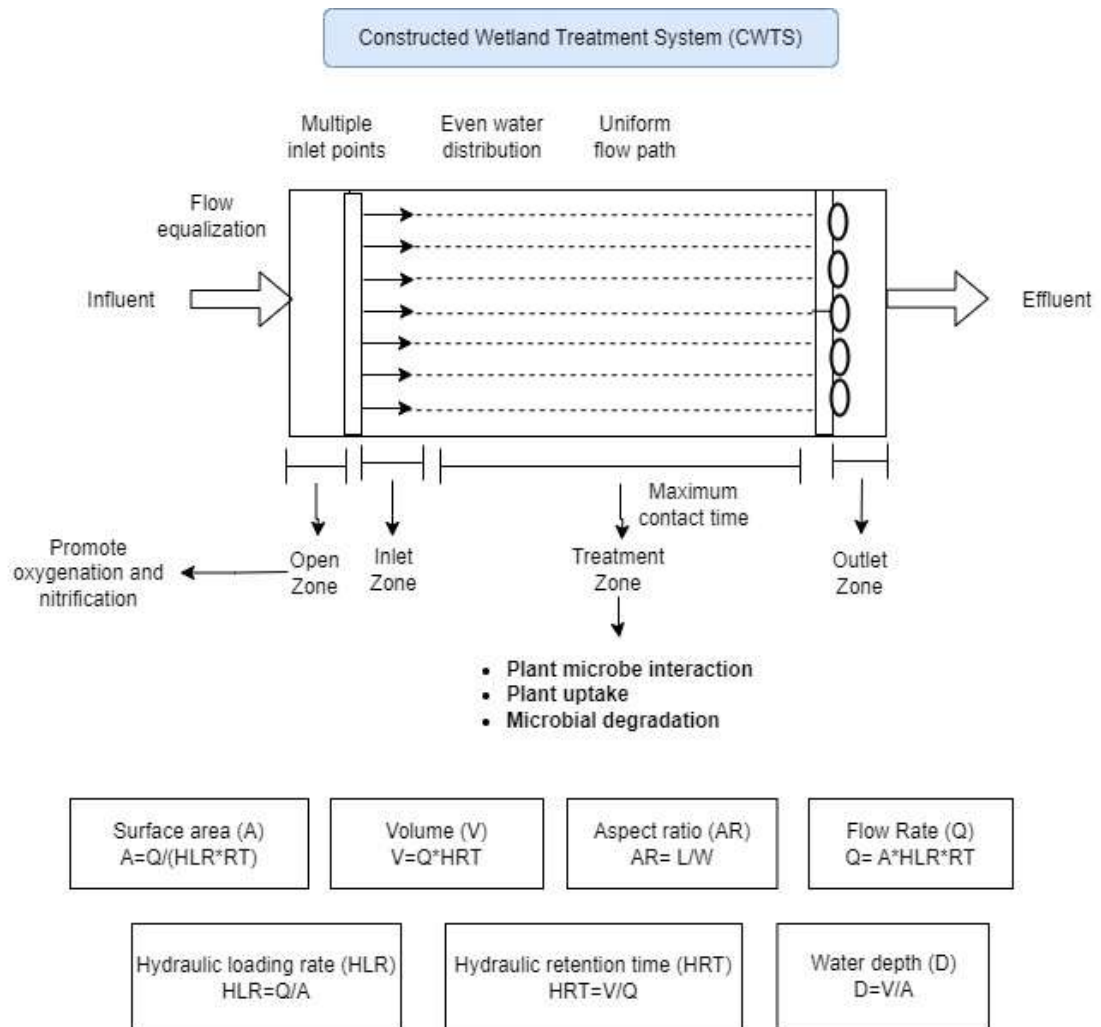 Constructed Wetland Treatment System (CWTS)
Multiple
inlet points
Even water
distribution
Uniform
flow path
Flow
equalization
Influent
Effluent
Maximum
contact time
Promote
oxygenation and
nitrification
Open
Zone
Inlet
Zone
Treatment
Zone
Outlet
Zone
• Plant microbe interaction
• Plant uptake
• Microbial degradation
Surface area (A)
A=Q/(HLR*RT)
Volume (V)
V=Q*HRT
Aspect ratio (AR)
AR= L/W
Flow Rate (Q)
Q= A*HLR*RT
Hydraulic loading rate (HLR)
HLR=Q/A
Hydraulic retention time (HRT)
HRT=V/Q
Water depth (D)
D=V/A